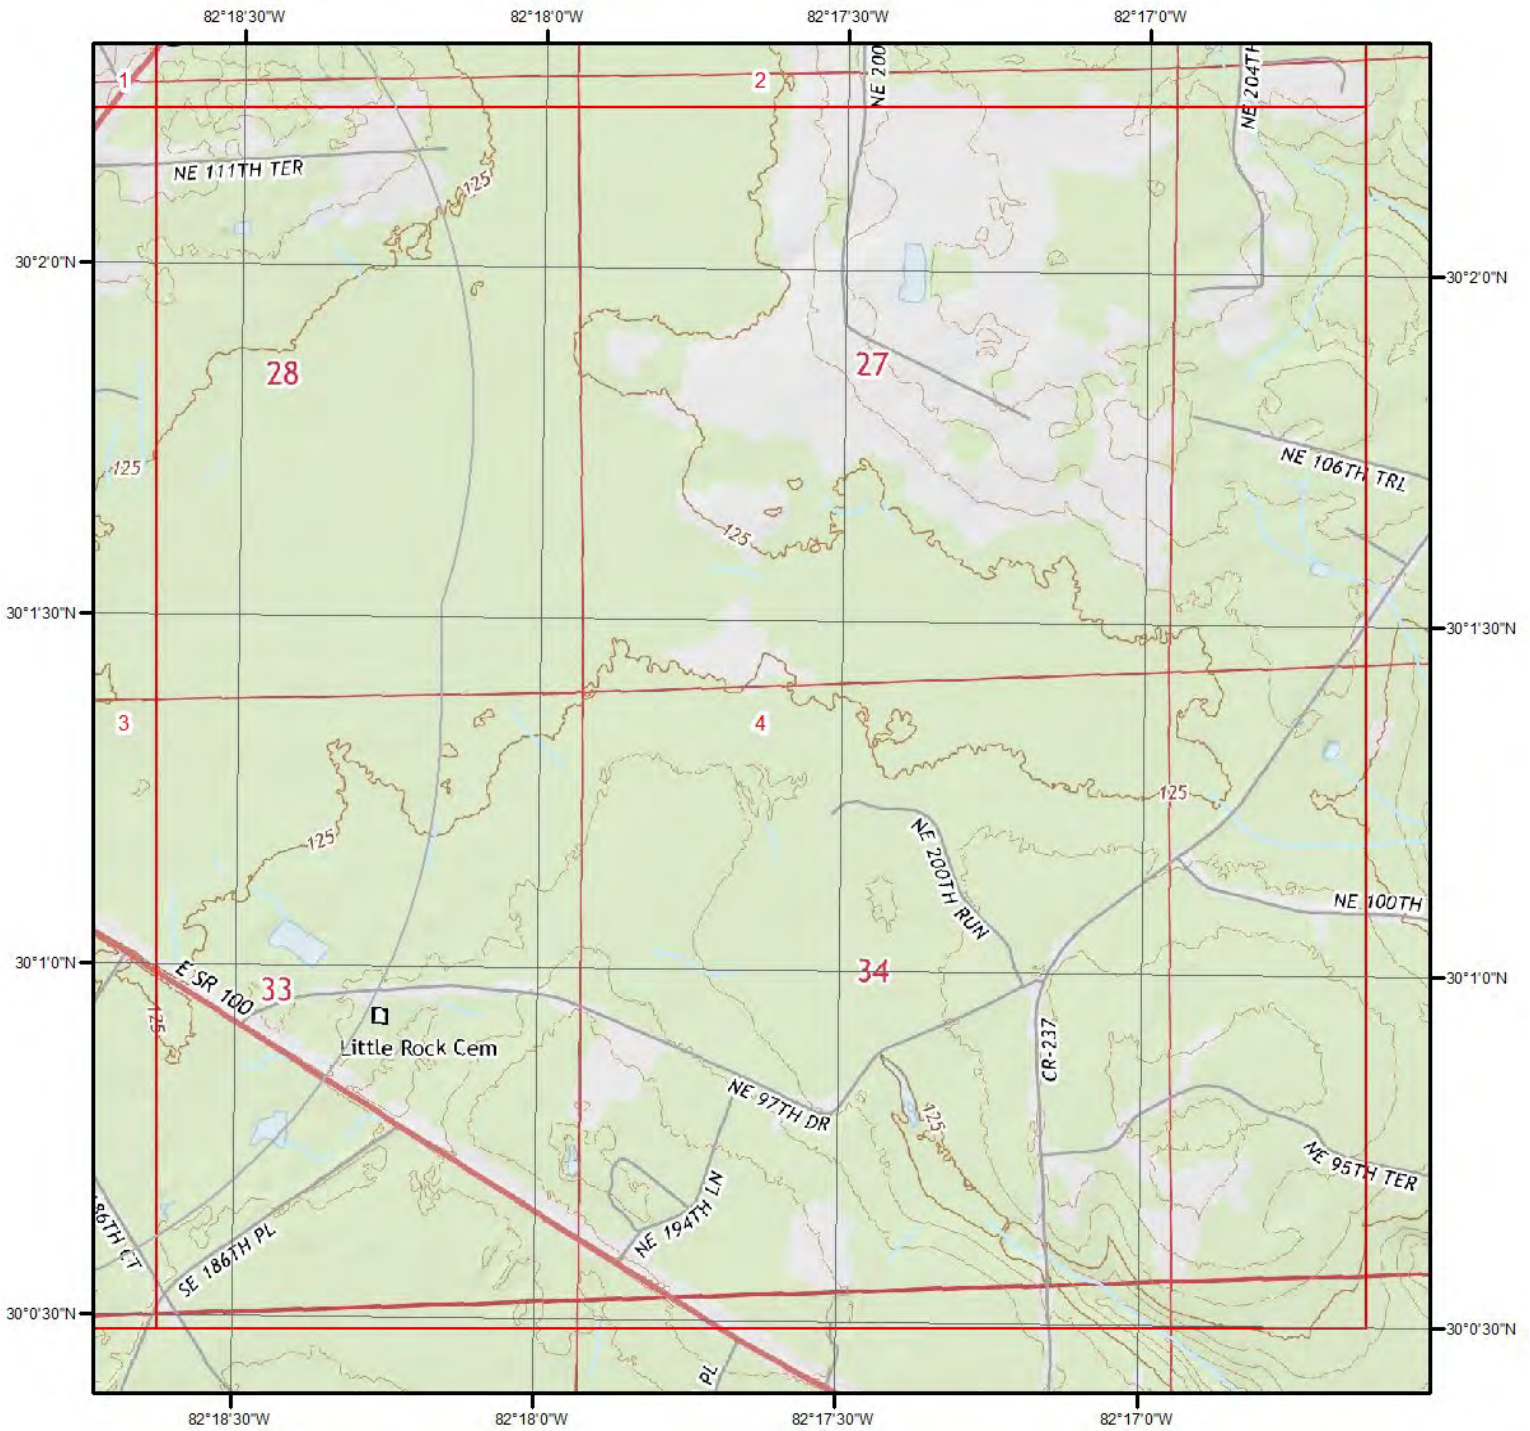 82°18'30"W 82°18'0"W 82°17'30"W 82°17'0"W
1
2
NE 200
NE 204TH
NE 111TH TER
125
30°2'0"N
30°2'0"N
28
27
125
NE 106TH TRL
125
30°1'30"N
30°1'30"N
3
4
125
125
NE 200TH RUN
NE 100TH
30°1'0"N
30°1'0"N
E SR 100
33
34
125
Little Rock Cem
CR-237
NE 97TH DR
125
NE 95TH TER
NE 194TH LN
86TH CT
SE 186TH PL
30°0'30"N
30°0'30"N
PL
82°18'30"W 82°18'0"W 82°17'30"W 82°17'0"W